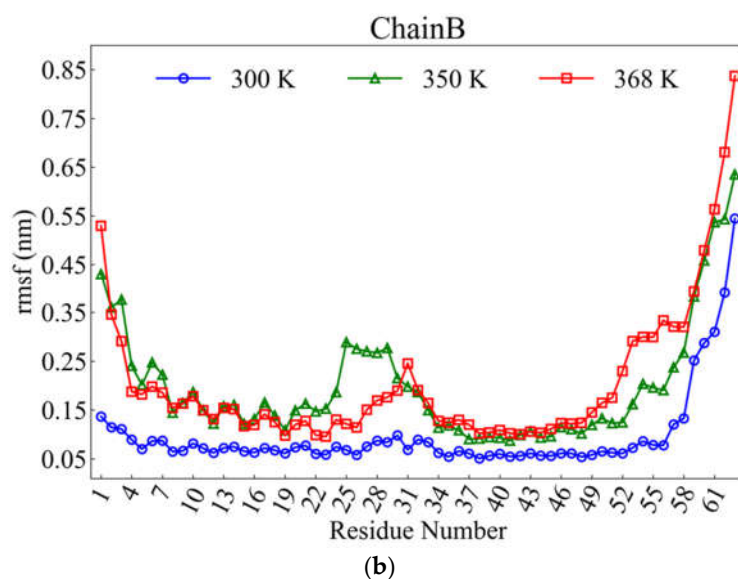 ChainB
300 K 350 K 368 K
0.85
0.75
0.65
0.55
0.45
0.35
0.25
0.15
0.05
rmsf (nm)
1 4 7 10 13 16 19 22 25 28 31 34 37 40 43 46 49 52 55 58 61
Residue Number
(b)